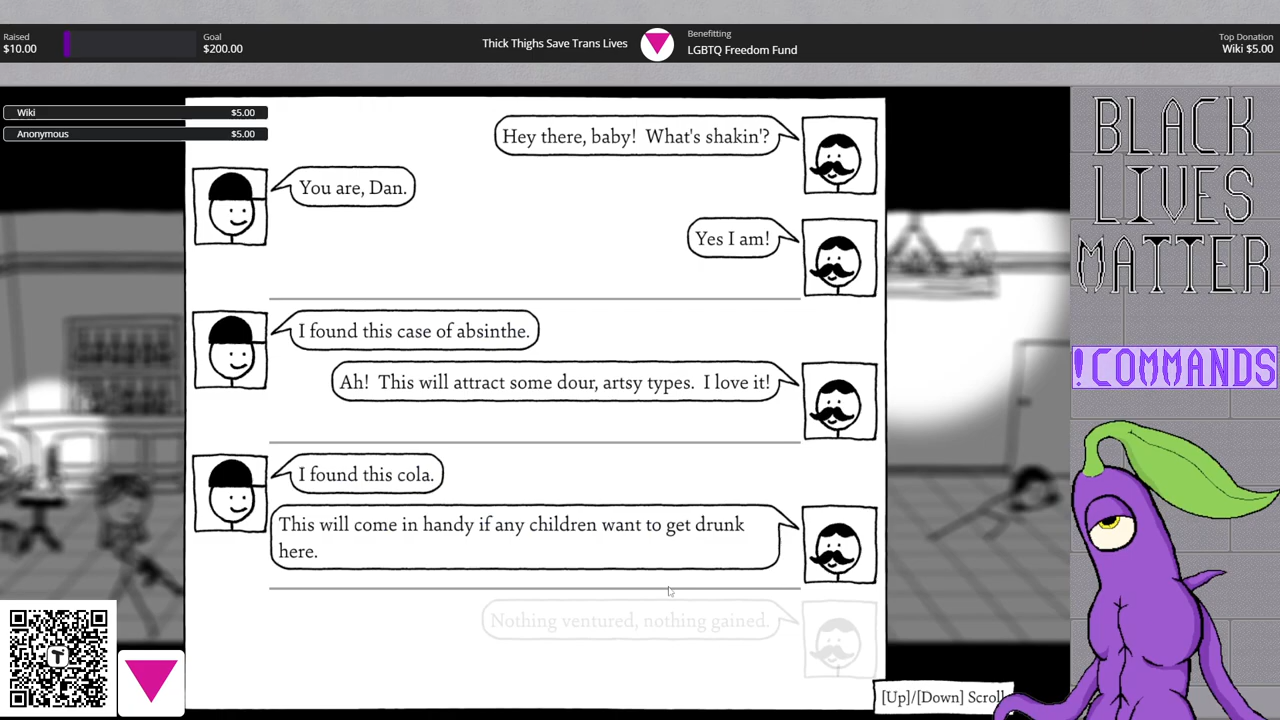 Raised
$10.00
Goal
$200.00
Thick Thighs Save Trans Lives
Benefitting
LGBTQ Freedom Fund
Top Donation
Wiki $5.00
Wiki $5.00
Anonymous $5.00
Hey there, baby! What's shakin'?
You are, Dan.
Yes I am!
I found this case of absinthe.
Ah! This will attract some dour, artsy types. I love it!
I found this cola.
This will come in handy if any children want to get drunk
here.
Nothing ventured, nothing gained.
[Up]/[Down] Scroll
BLACK
LIVES
MATTER
!COMMANDS
T